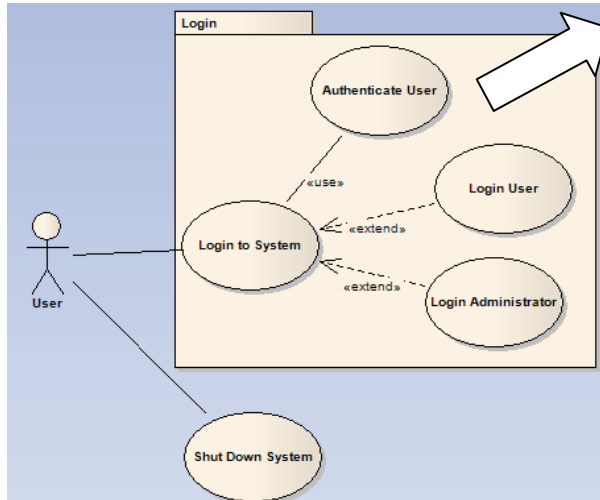 Login
Authenticate User
«use»
Login User
«extend»
Login to System
«extend»
Login Administrator
User
Shut Down System